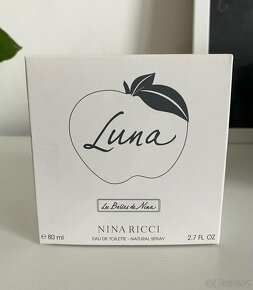 Luna
Les Belles de Nina
NINA RICCI
EAU DE TOILETTE - NATURAL SPRAY
e 80 ml
2.7 FL OZ